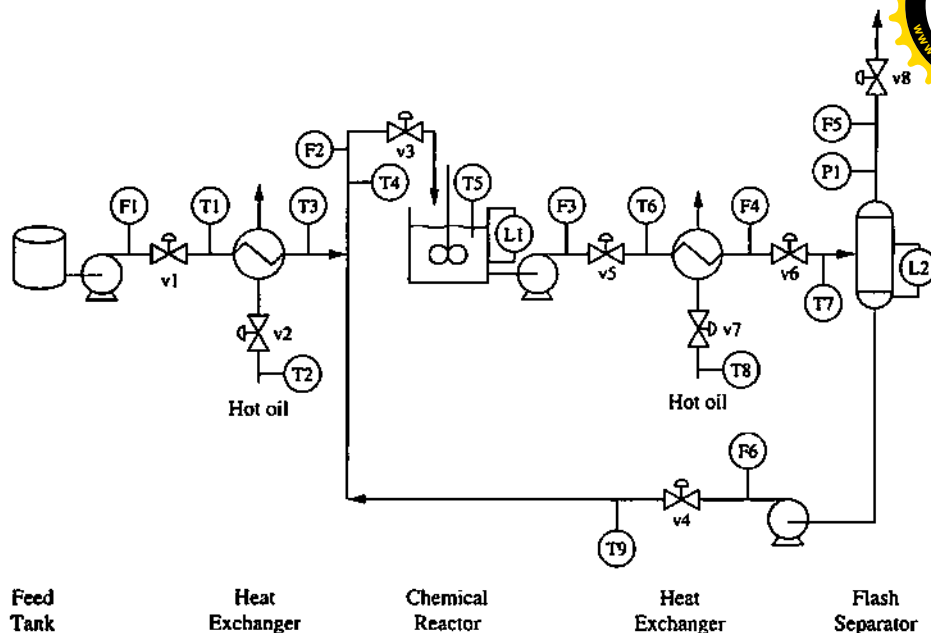 v8
F5
P1
F2
v3
T4
T5
F1
T1
T3
L1
F3
T6
F4
L2
v1
v5
v6
T7
v2
T2
Hot oil
v7
T8
Hot oil
F6
v4
T9
Feed
Tank
Heat
Exchanger
Chemical
Reactor
Heat
Exchanger
Flash
Separator
www